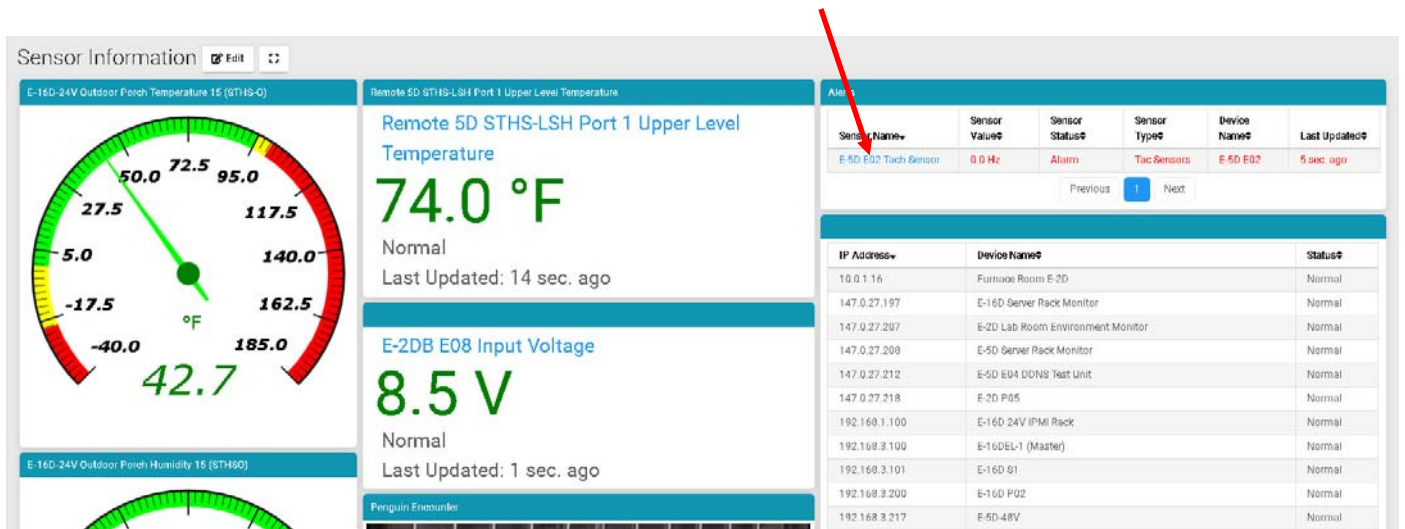 Sensor Information Edit
E-16D-24V Outdoor Porch Temperature 15 (STHS-O)
-40.0
-17.5
5.0
27.5
50.0
72.5
95.0
117.5
140.0
162.5
185.0
°F
42.7
E-16D-24V Outdoor Porch Humidity 16 (STHSO)
Remote 5D STHS-LSH Port 1 Upper Level Temperature
Remote 5D STHS-LSH Port 1 Upper Level
Temperature
74.0 °F
Normal
Last Updated: 14 sec. ago
E-2DB E08 Input Voltage
8.5 V
Normal
Last Updated: 1 sec. ago
Penguin Encounter
Alerts
Sensor Name Sensor Value Sensor Status Sensor Type Device Name Last Updated
E-5D E02 Tach Sensor 0.0 Hz Alarm Tac Sensors E-5D E02 5 sec. ago
Previous 1 Next
IP Address Device Name Status
10.0.1.16 Furnace Room E-2D Normal
147.0.27.197 E-16D Server Rack Monitor Normal
147.0.27.207 E-2D Lab Room Environment Monitor Normal
147.0.27.208 E-5D Server Rack Monitor Normal
147.0.27.212 E-5D E04 DDNS Test Unit Normal
147.0.27.218 E-2D P05 Normal
192.168.1.100 E-16D 24V IPMI Rack Normal
192.168.3.100 E-16DEL-1 (Master) Normal
192.168.3.101 E-16D S1 Normal
192.168.3.200 E-16D P02 Normal
192.168.3.217 E-5D-48V Normal